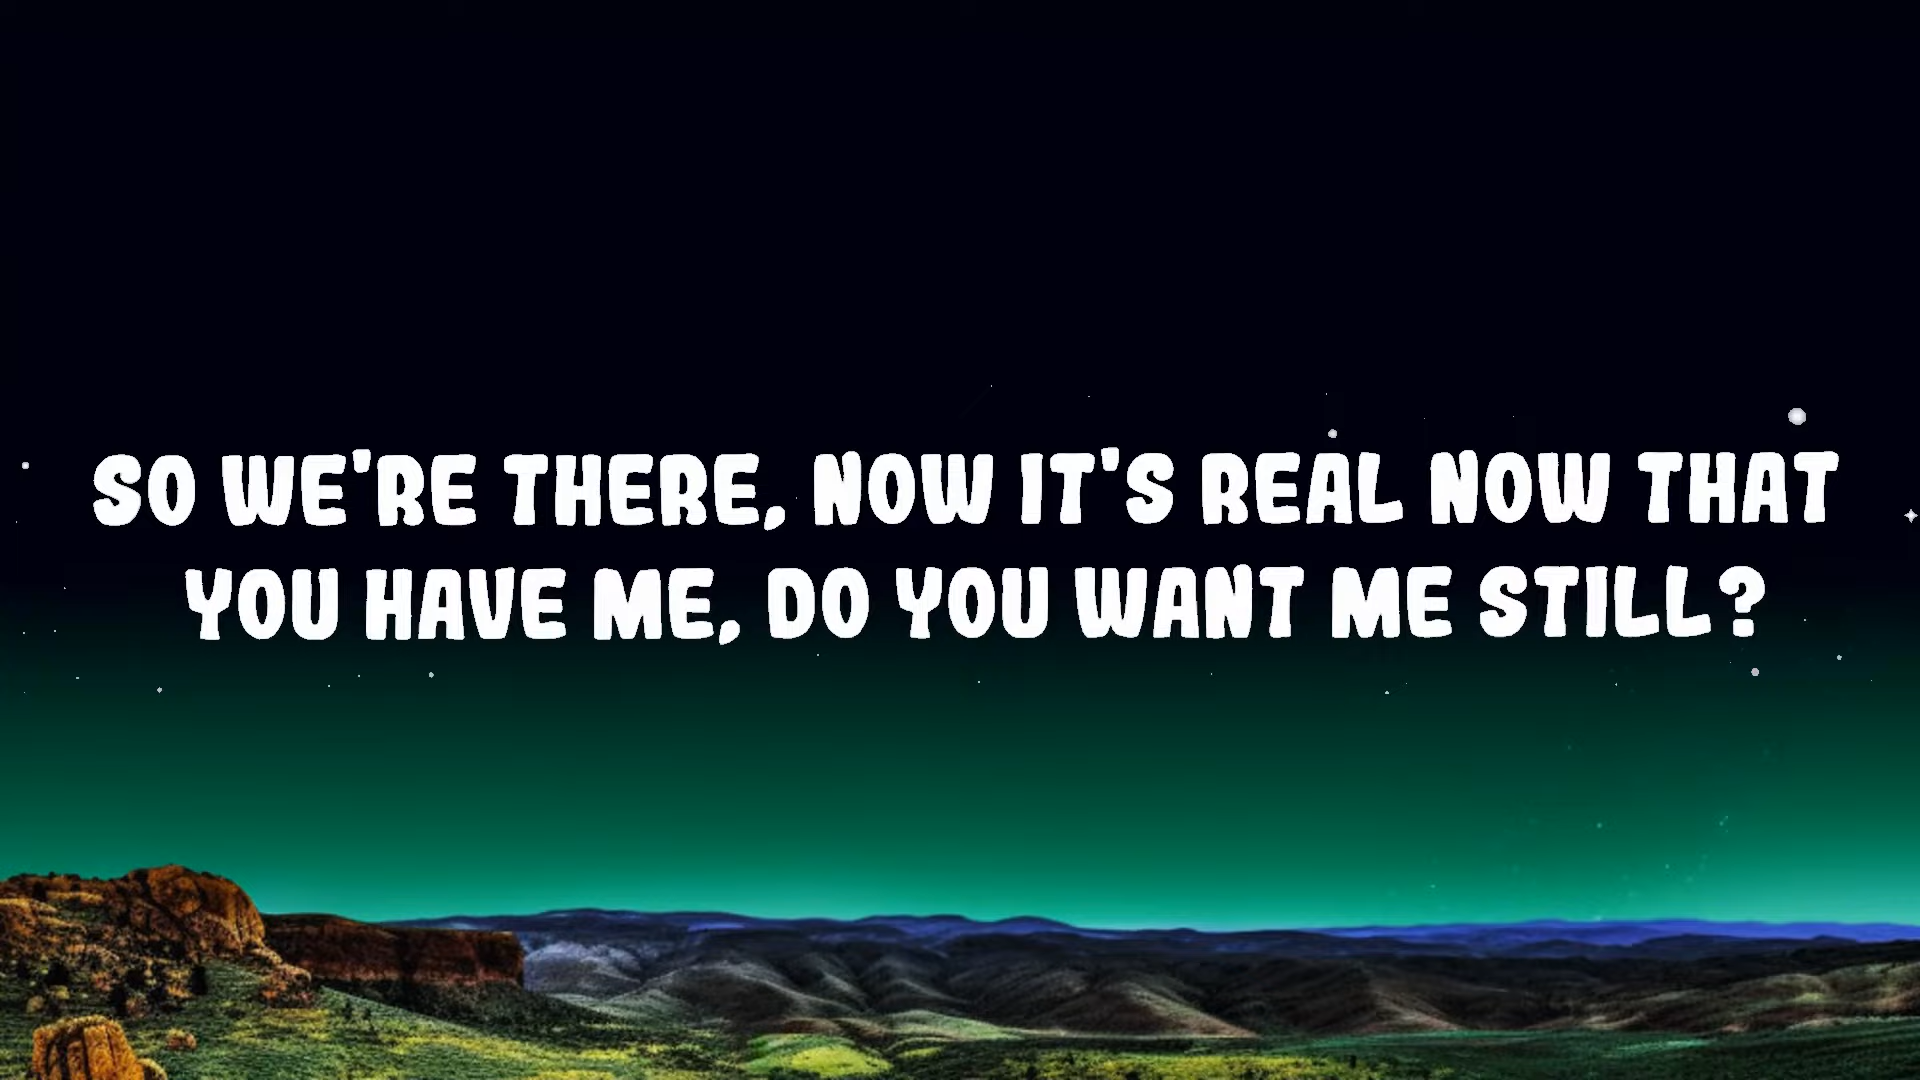 SO WE'RE THERE, NOW IT'S REAL NOW THAT
YOU HAVE ME, DO YOU WANT ME STILL?